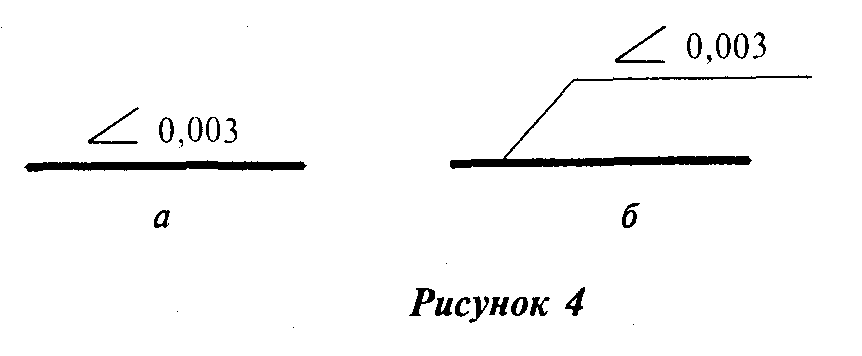 ∠ 0,003
∠ 0,003
а
б
Рисунок 4